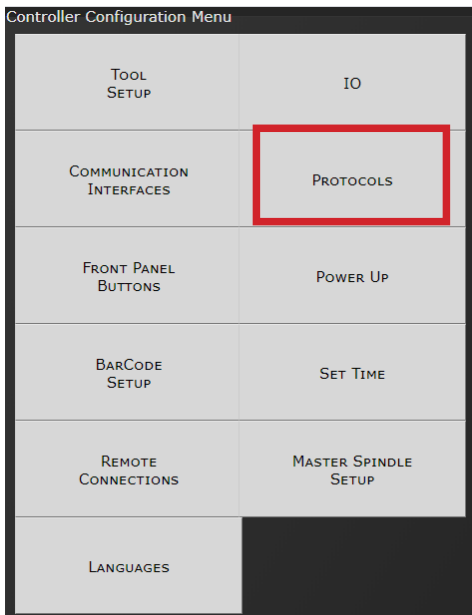 Controller Configuration Menu
Tool
Setup
IO
Communication
Interfaces
Protocols
Front Panel
Buttons
Power Up
BarCode
Setup
Set Time
Remote
Connections
Master Spindle
Setup
Languages